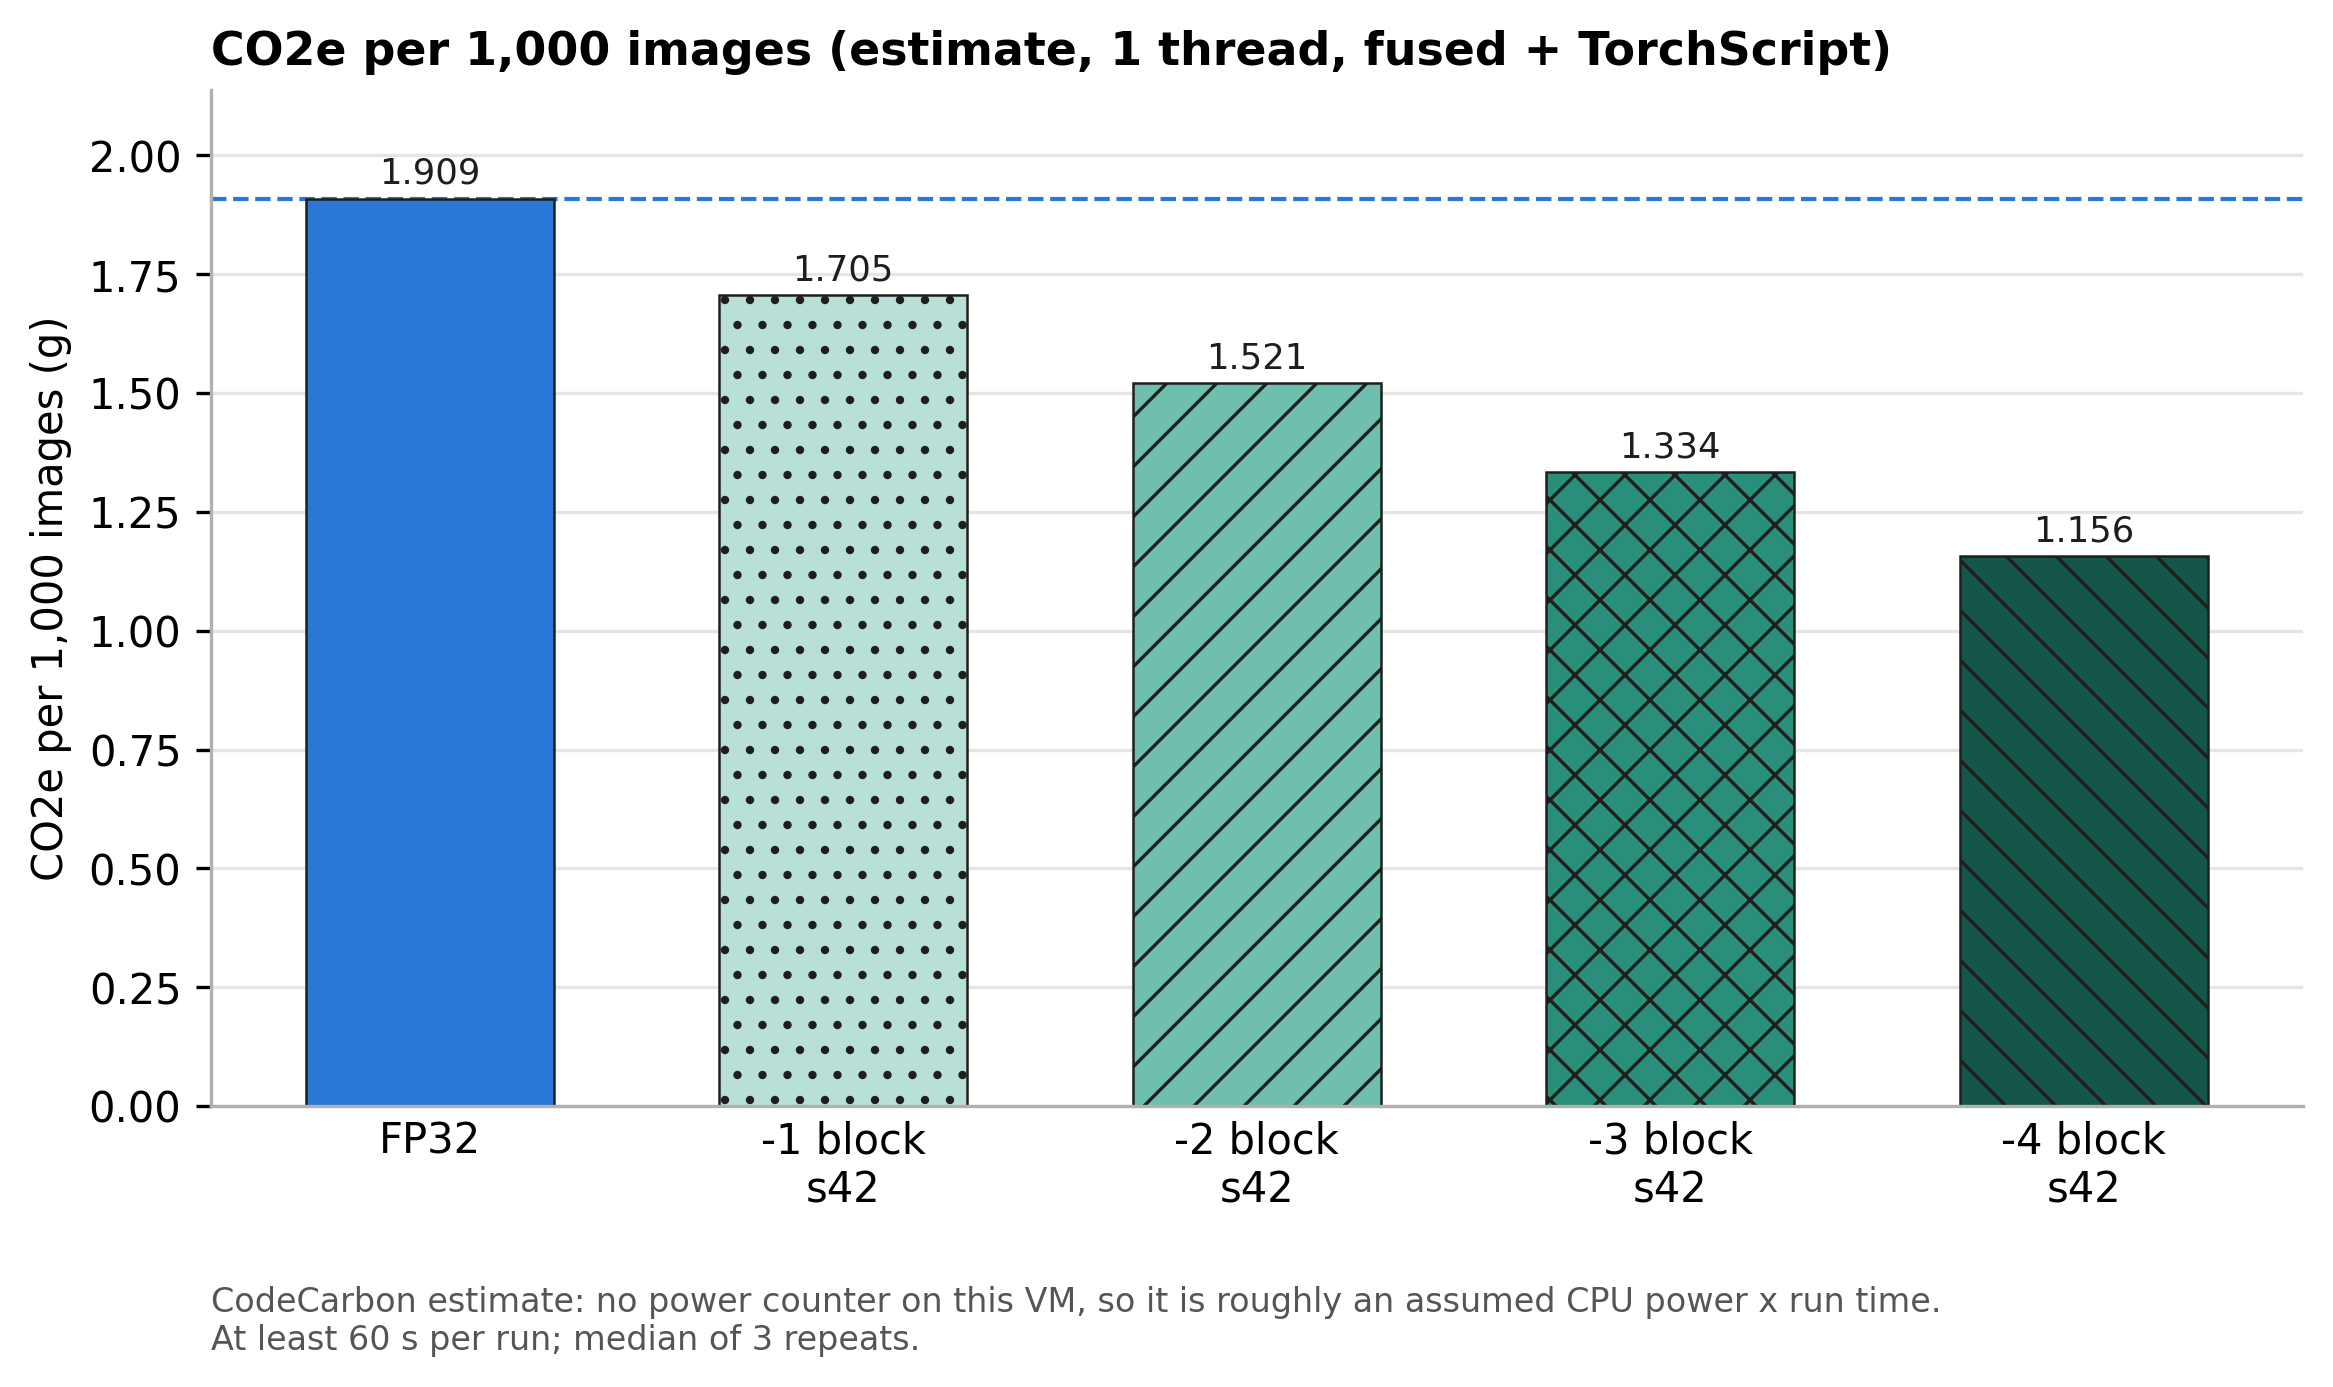 CO2e per 1,000 images (estimate, 1 thread, fused + TorchScript)
CO2e per 1,000 images (g)
2.00
1.75
1.50
1.25
1.00
0.75
0.50
0.25
0.00
1.909
1.705
1.521
1.334
1.156
FP32
-1 block
s42
-2 block
s42
-3 block
s42
-4 block
s42
CodeCarbon estimate: no power counter on this VM, so it is roughly an assumed CPU power x run time.
At least 60 s per run; median of 3 repeats.